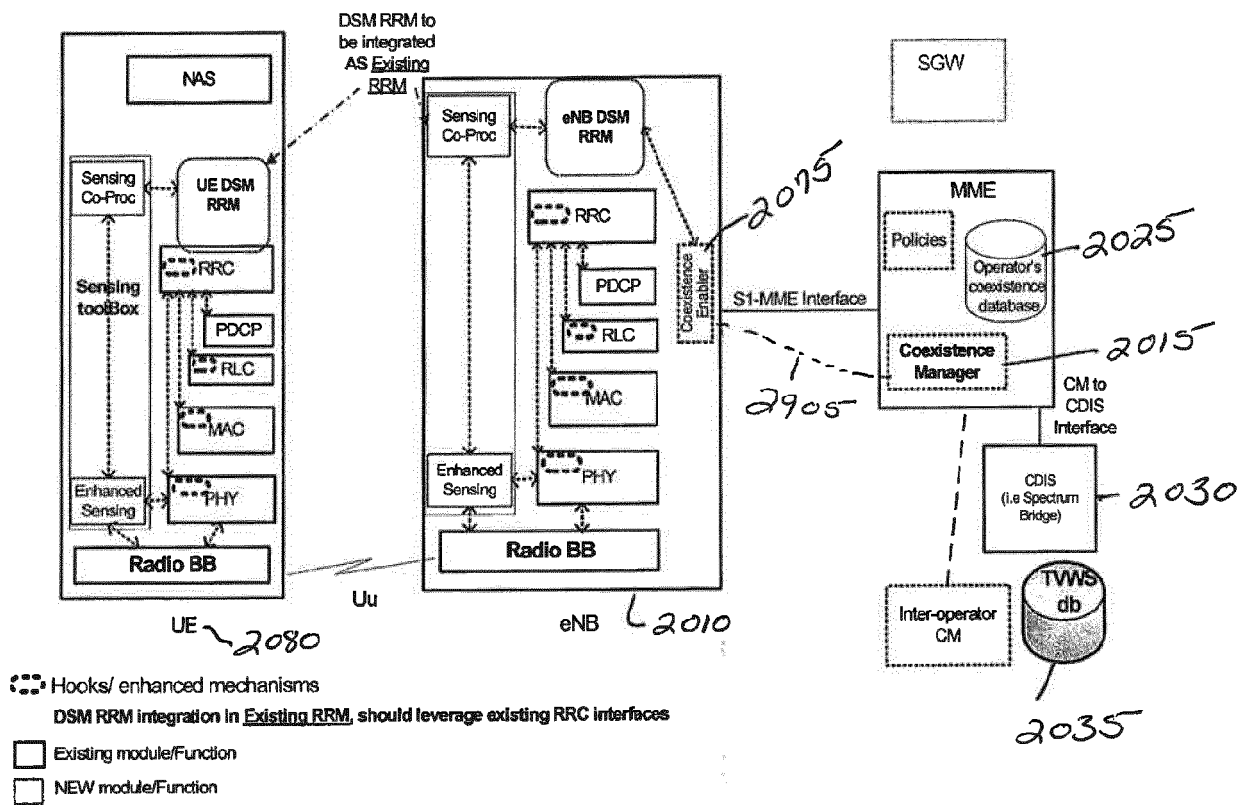 DSM RRM to
be integrated
AS Existing
RRM
NAS
Sensing
Co-Proc
UE DSM
RRM
RRC
Sensing
toolBox
PDCP
RLC
MAC
Enhanced
Sensing
PHY
Radio BB
UE
2080
Uu
Sensing
Co-Proc
eNB DSM
RRM
RRC
PDCP
RLC
MAC
Enhanced
Sensing
PHY
Radio BB
eNB
2010
Coexistence
Enabler
2075
S1-MME Interface
2905
SGW
MME
Policies
Operator's
coexistence
database
2025
Coexistence
Manager
2015
CM to
CDIS
Interface
CDIS
(i.e Spectrum
Bridge)
2030
Inter-operator
CM
TVWS
db
2035
Hooks/ enhanced mechanisms
DSM RRM integration in Existing RRM, should leverage existing RRC interfaces
Existing module/Function
NEW module/Function